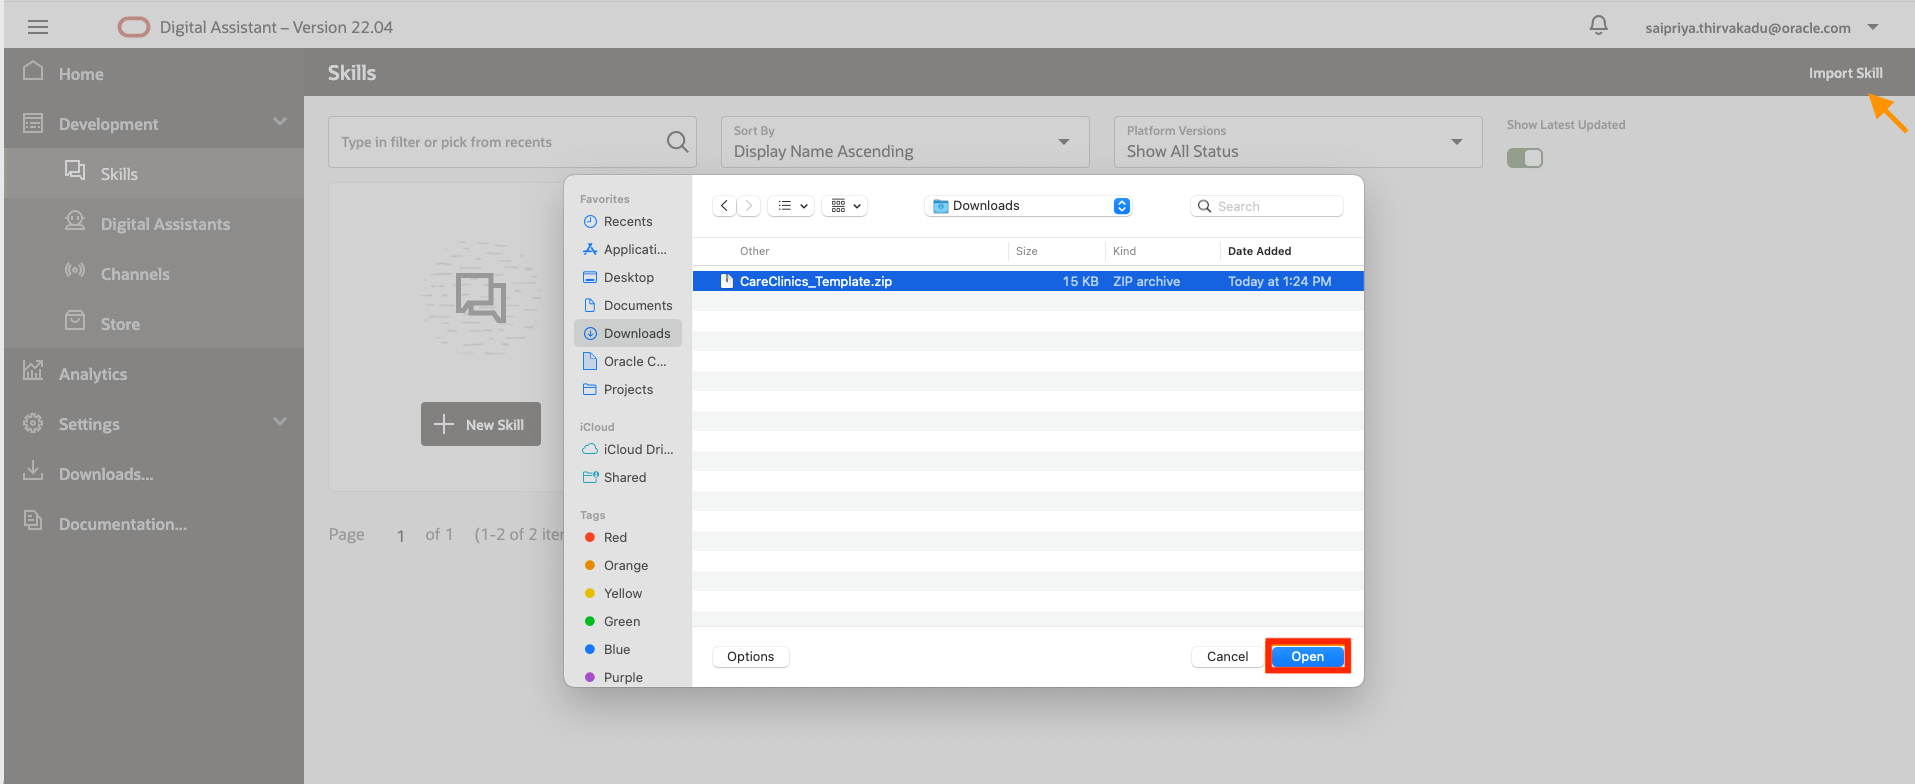 Digital Assistant – Version 22.04
saipriya.thirvakadu@oracle.com
Home
Development
Skills
Digital Assistants
Channels
Store
Analytics
Settings
Downloads...
Documentation...
Skills
Import Skill
Type in filter or pick from recents
Sort By
Display Name Ascending
Platform Versions
Show All Status
Show Latest Updated
New Skill
Page 1 of 1 (1-2 of 2 iter
Favorites
Recents
Applicati...
Desktop
Documents
Downloads
Oracle C...
Projects
iCloud
iCloud Dri...
Shared
Tags
Red
Orange
Yellow
Green
Blue
Purple
Downloads
Search
Other Size Kind Date Added
CareClinics_Template.zip 15 KB ZIP archive Today at 1:24 PM
Options
Cancel
Open